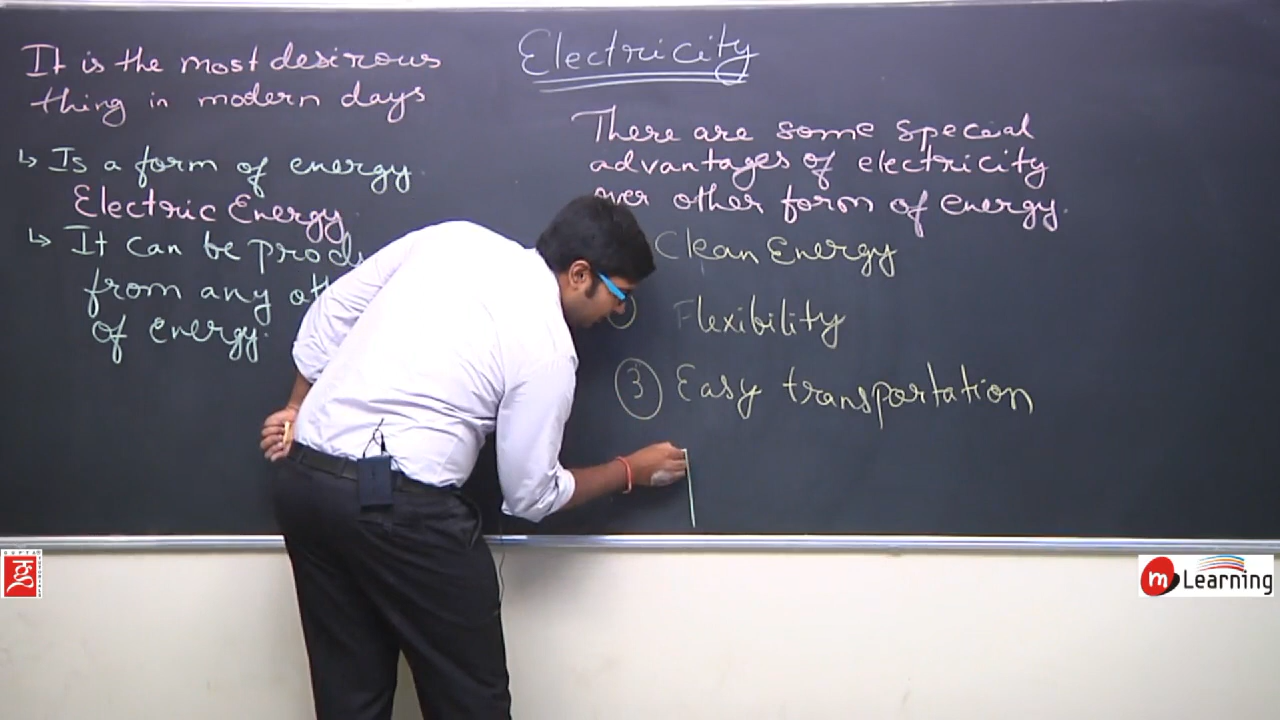 It is the most desirous
thing in modern days
↳ Is a form of energy.
Electric Energy
↳ It can be
from any
of energy.
Electricity
There are some special
advantages of electricity
over other form of energy.
Clean Energy
Flexibility
③ Easy transportation
GUPTA
TUTORIALS
m Learning